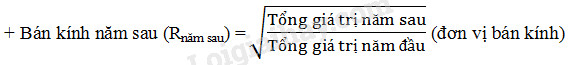 + Bán kính năm sau (Rnăm sau) = √(Tổng giá trị năm sau / Tổng giá trị năm đầu) (đơn vị bán kính)